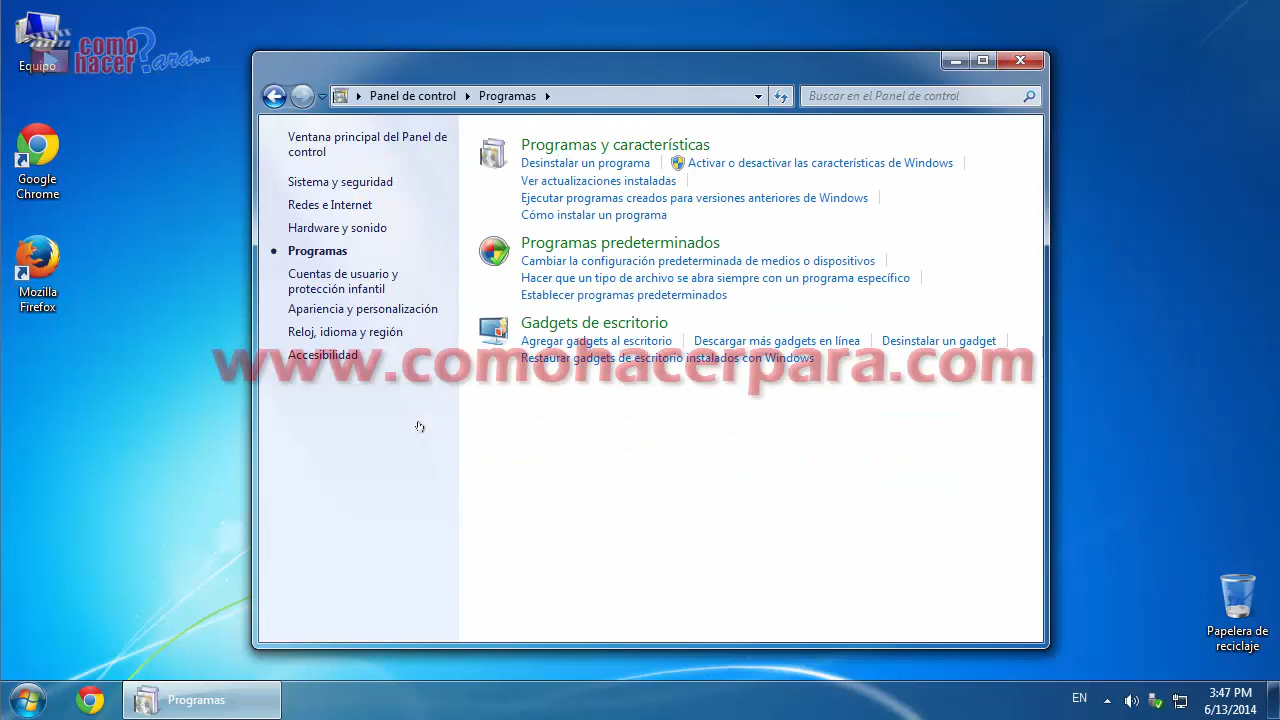 Equipo
como
hacer
?
ara...
Google
Chrome
Mozilla
Firefox
Panel de control
Programas
Buscar en el Panel de control
Ventana principal del Panel de
control
Sistema y seguridad
Redes e Internet
Hardware y sonido
Programas
Cuentas de usuario y
protección infantil
Apariencia y personalización
Reloj, idioma y región
Accesibilidad
Programas y características
Desinstalar un programa
Activar o desactivar las características de Windows
Ver actualizaciones instaladas
Ejecutar programas creados para versiones anteriores de Windows
Cómo instalar un programa
Programas predeterminados
Cambiar la configuración predeterminada de medios o dispositivos
Hacer que un tipo de archivo se abra siempre con un programa específico
Establecer programas predeterminados
Gadgets de escritorio
Agregar gadgets al escritorio
Descargar más gadgets en línea
Desinstalar un gadget
Restaurar gadgets de escritorio instalados con Windows
www.comohacerpara.com
Papelera de
reciclaje
Programas
EN
3:47 PM
6/13/2014